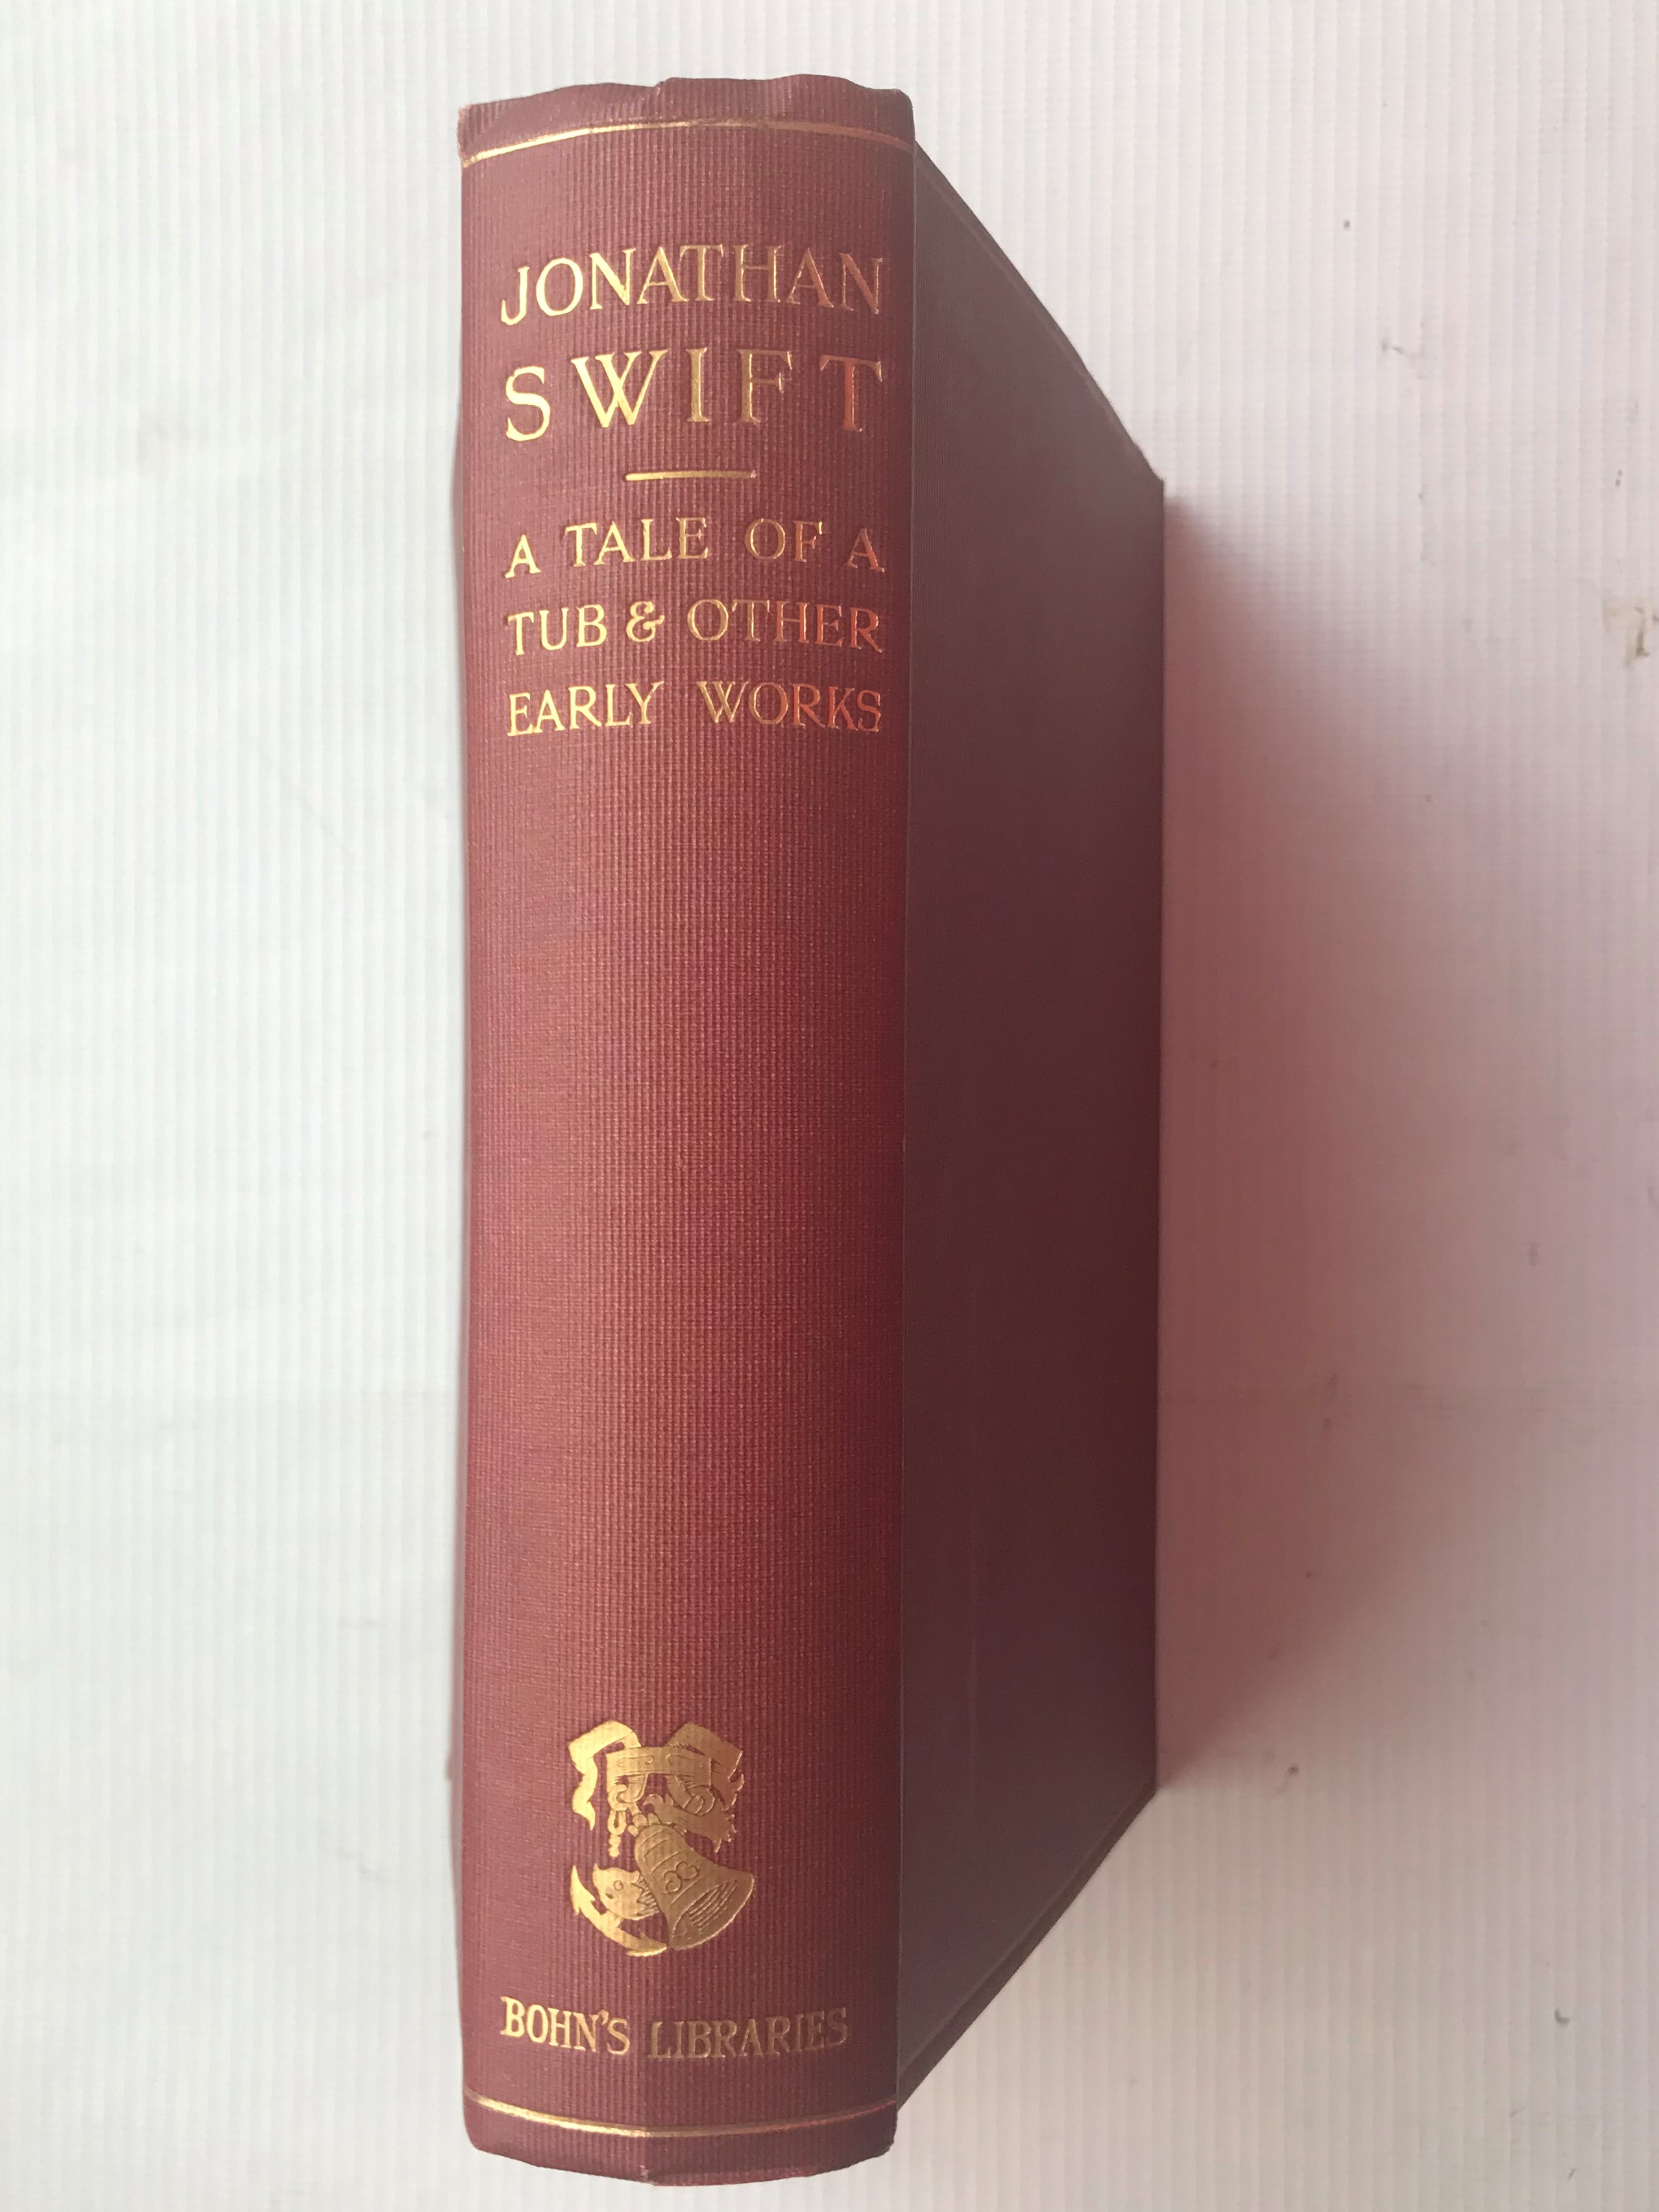 JONATHAN
SWIFT
A TALE OF A
TUB & OTHER
EARLY WORKS
BOHN'S LIBRARIES